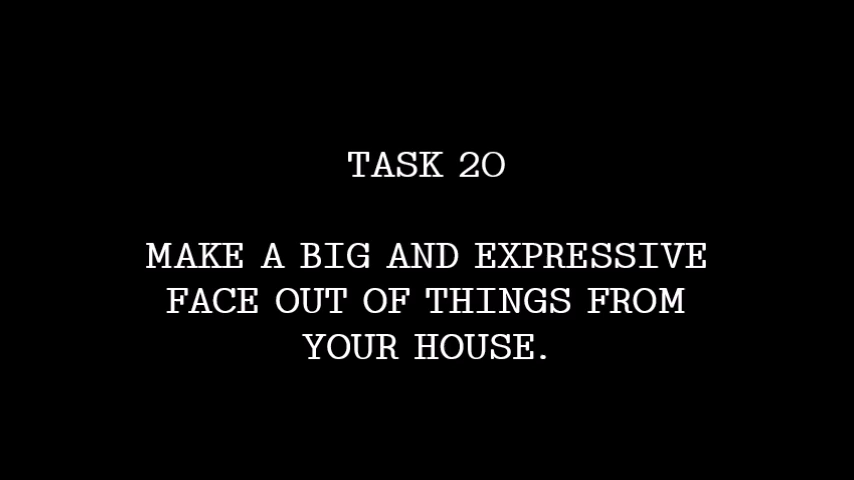 TASK 20
MAKE A BIG AND EXPRESSIVE
FACE OUT OF THINGS FROM
YOUR HOUSE.